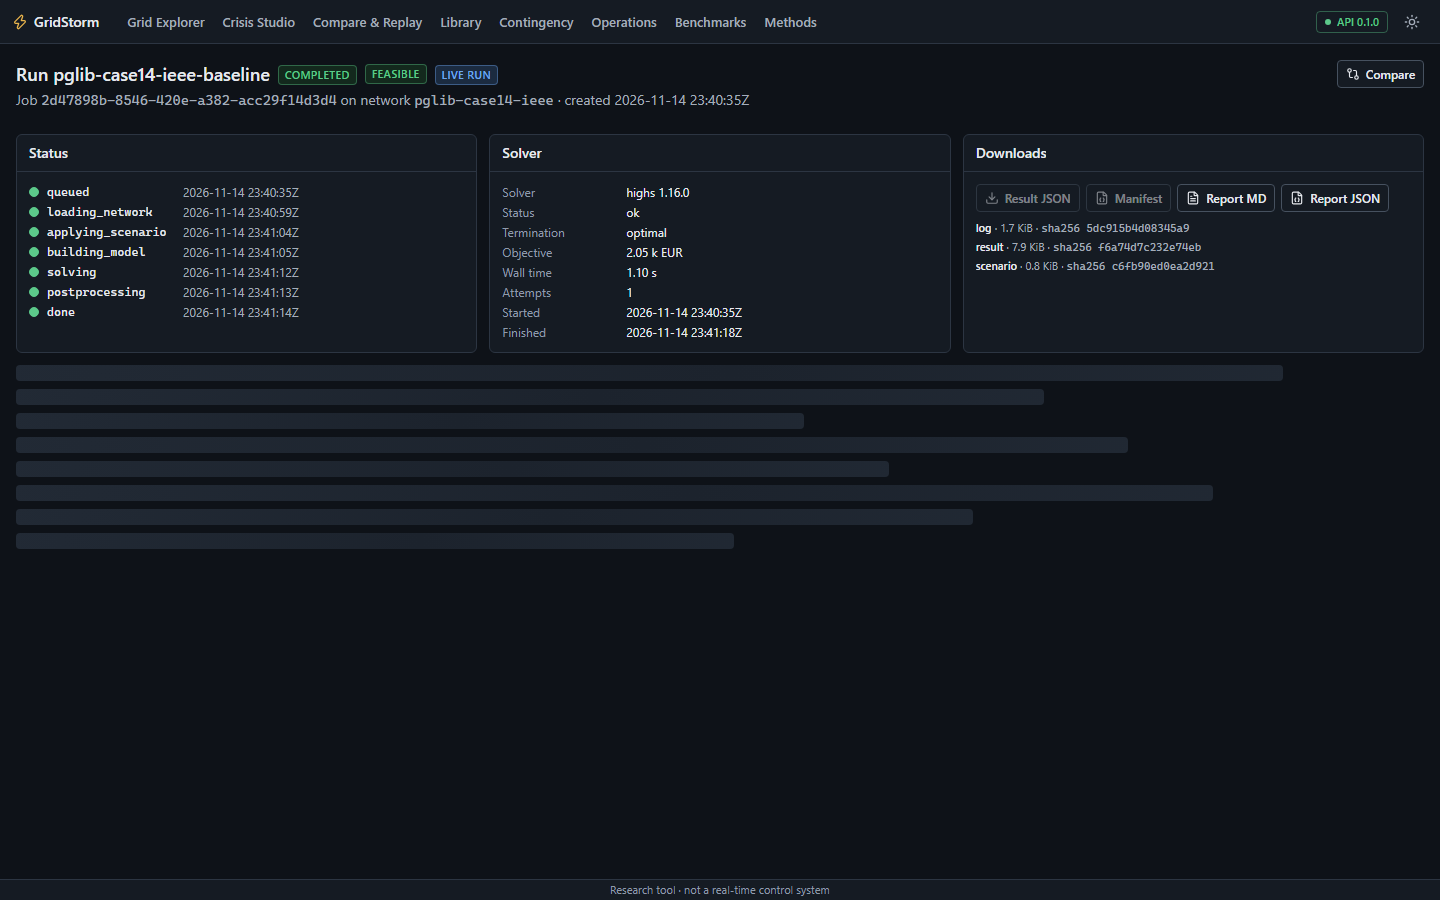 GridStorm Grid Explorer Crisis Studio Compare & Replay Library Contingency Operations Benchmarks Methods API 0.1.0
Run pglib-case14-ieee-baseline COMPLETED FEASIBLE LIVE RUN Compare
Job 2d47898b-8546-420e-a382-acc29f14d3d4 on network pglib-case14-ieee · created 2026-11-14 23:40:35Z
Status
queued 2026-11-14 23:40:35Z
loading_network 2026-11-14 23:40:59Z
applying_scenario 2026-11-14 23:41:04Z
building_model 2026-11-14 23:41:05Z
solving 2026-11-14 23:41:12Z
postprocessing 2026-11-14 23:41:13Z
done 2026-11-14 23:41:14Z
Solver
Solver highs 1.16.0
Status ok
Termination optimal
Objective 2.05 k EUR
Wall time 1.10 s
Attempts 1
Started 2026-11-14 23:40:35Z
Finished 2026-11-14 23:41:18Z
Downloads
Result JSON Manifest Report MD Report JSON
log · 1.7 KiB · sha256 5dc915b4d08345a9
result · 7.9 KiB · sha256 f6a74d7c232e74eb
scenario · 0.8 KiB · sha256 c6fb90ed0ea2d921
Research tool · not a real-time control system